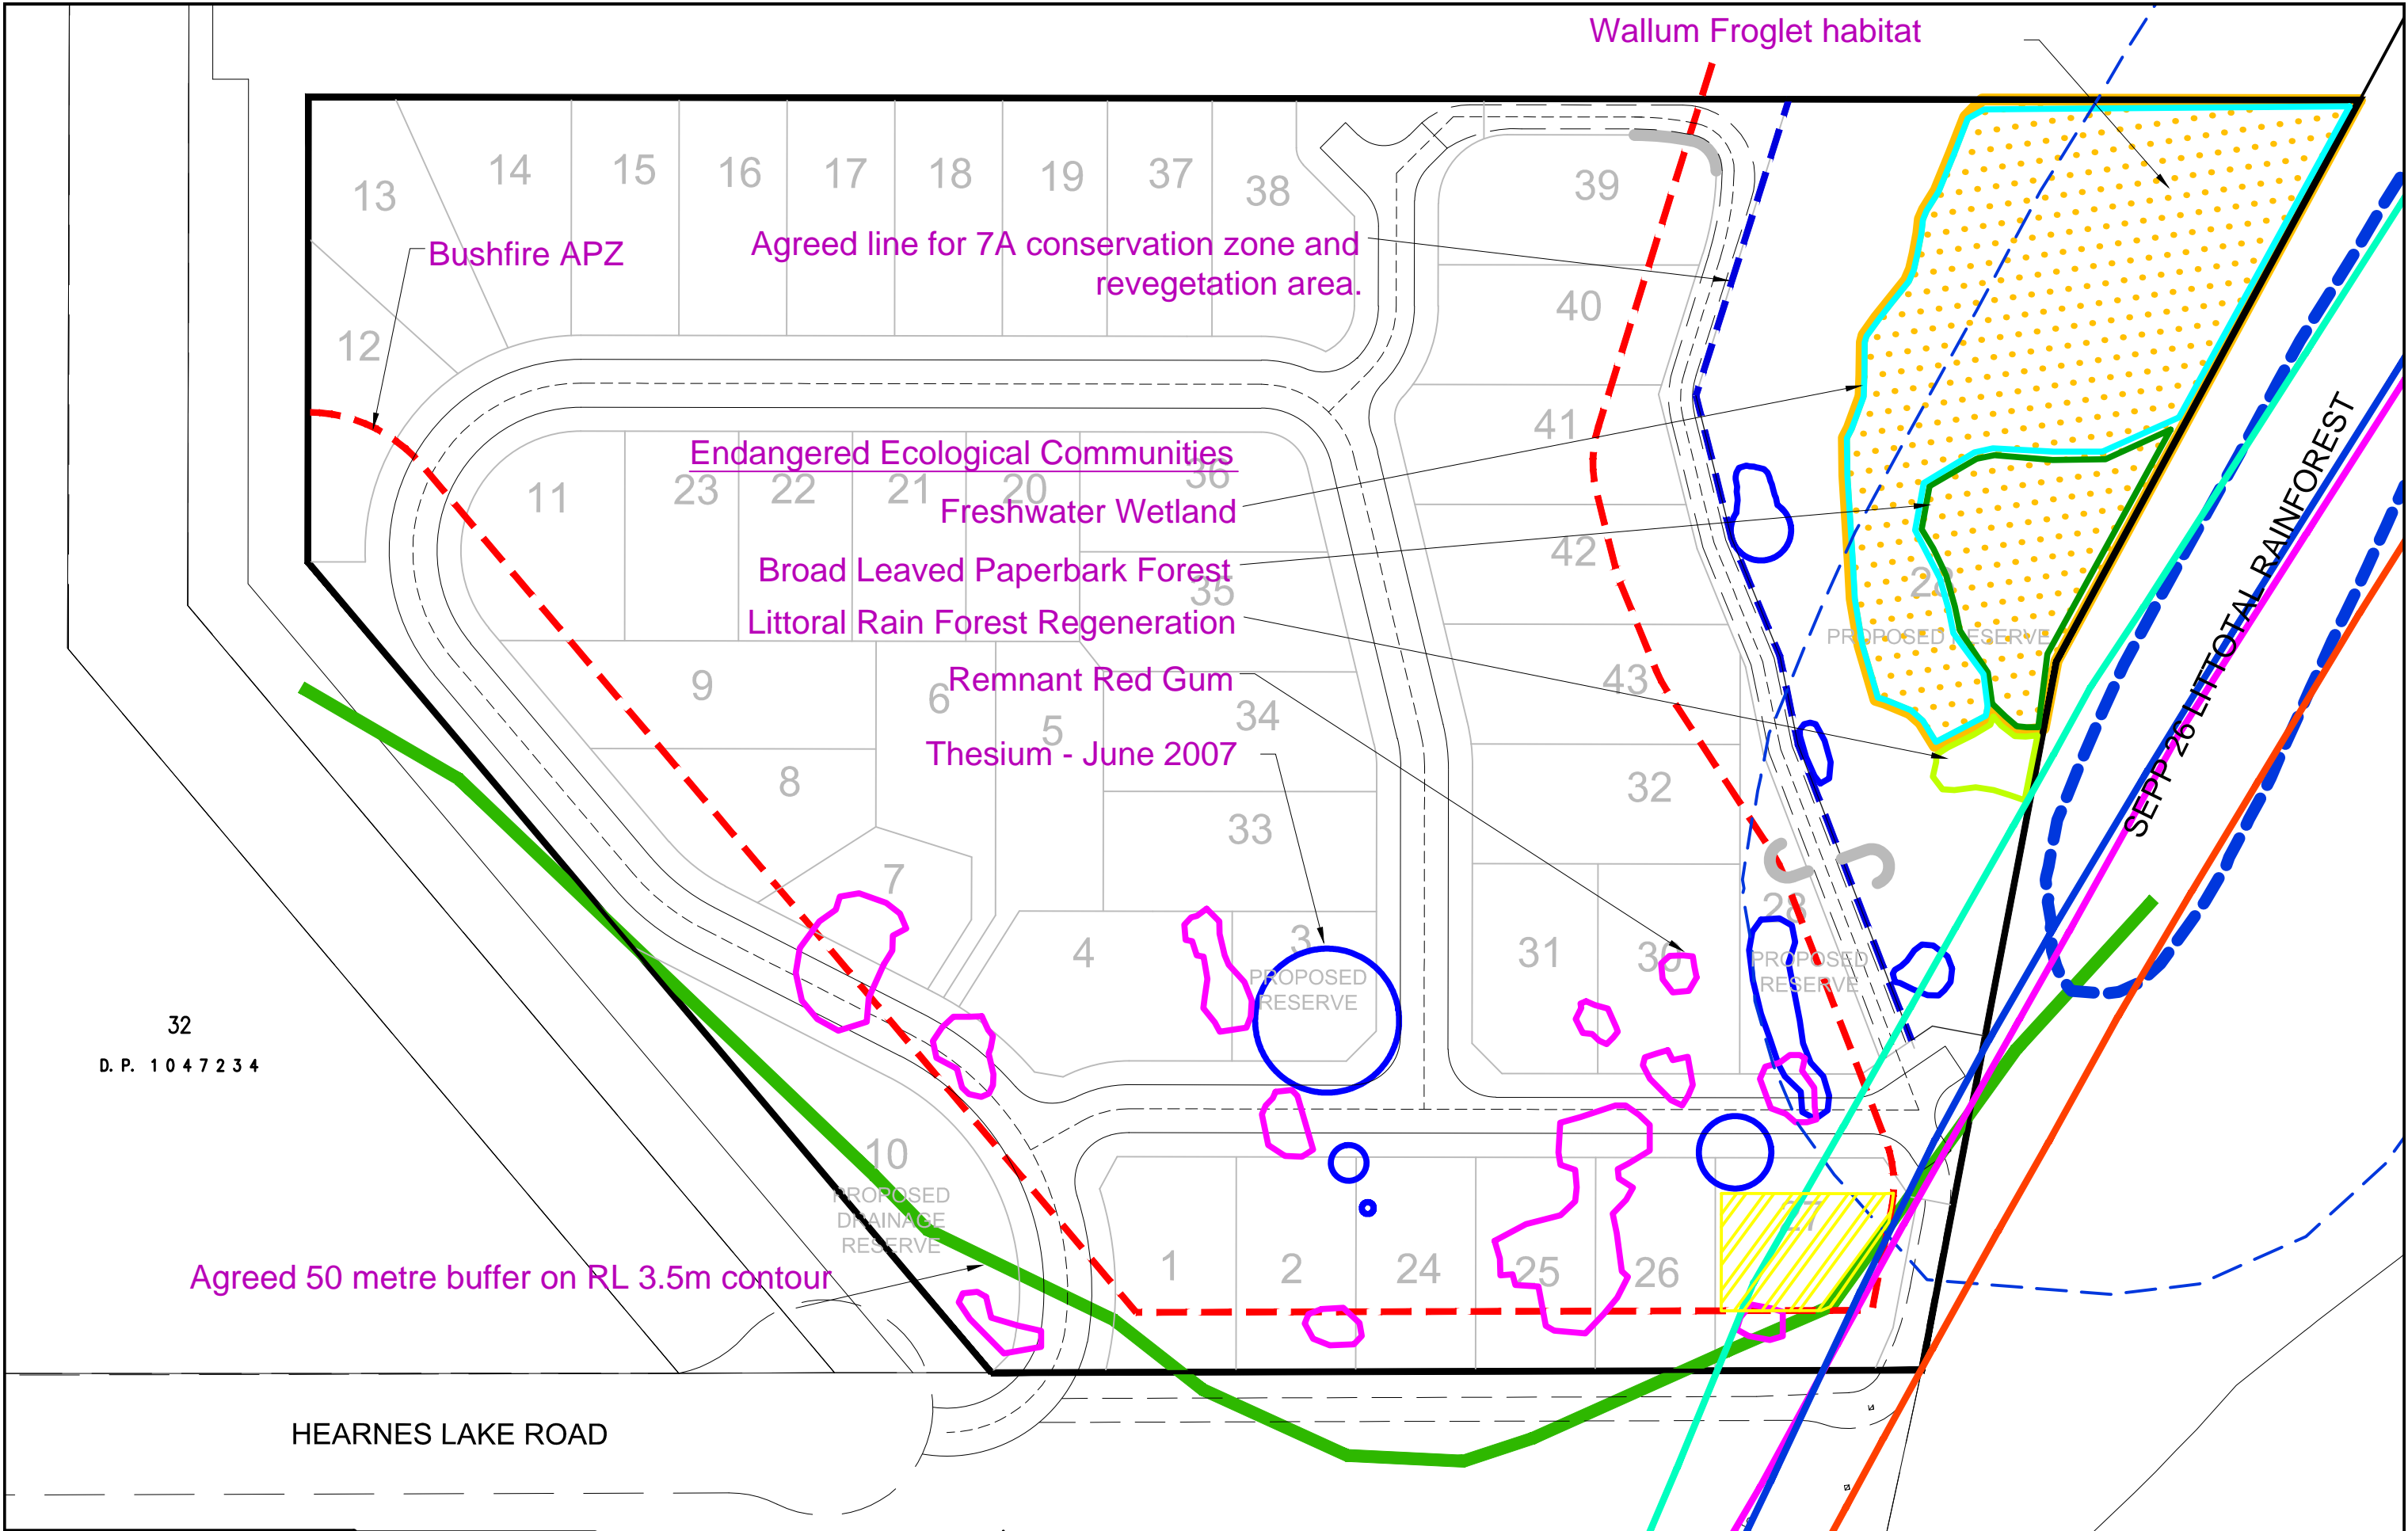 Wallum Froglet habitat
13
14
15
16
17
18
19
37
38
39
Bushfire APZ
Agreed line for 7A conservation zone and
revegetation area.
12
40
41
Endangered Ecological Communities
11
23
22
21
20
36
Freshwater Wetland
42
Broad Leaved Paperbark Forest
35
28
PROPOSED RESERVE
SEPP 26 LITTOTAL RAINFOREST
Littoral Rain Forest Regeneration
9
6
Remnant Red Gum
43
5
34
Thesium - June 2007
8
32
33
7
28
PROPOSED
RESERVE
4
3
PROPOSED
RESERVE
31
30
32
D.P. 1047234
10
PROPOSED
DRAINAGE
RESERVE
Agreed 50 metre buffer on RL 3.5m contour
1
2
24
25
26
27
HEARNES LAKE ROAD